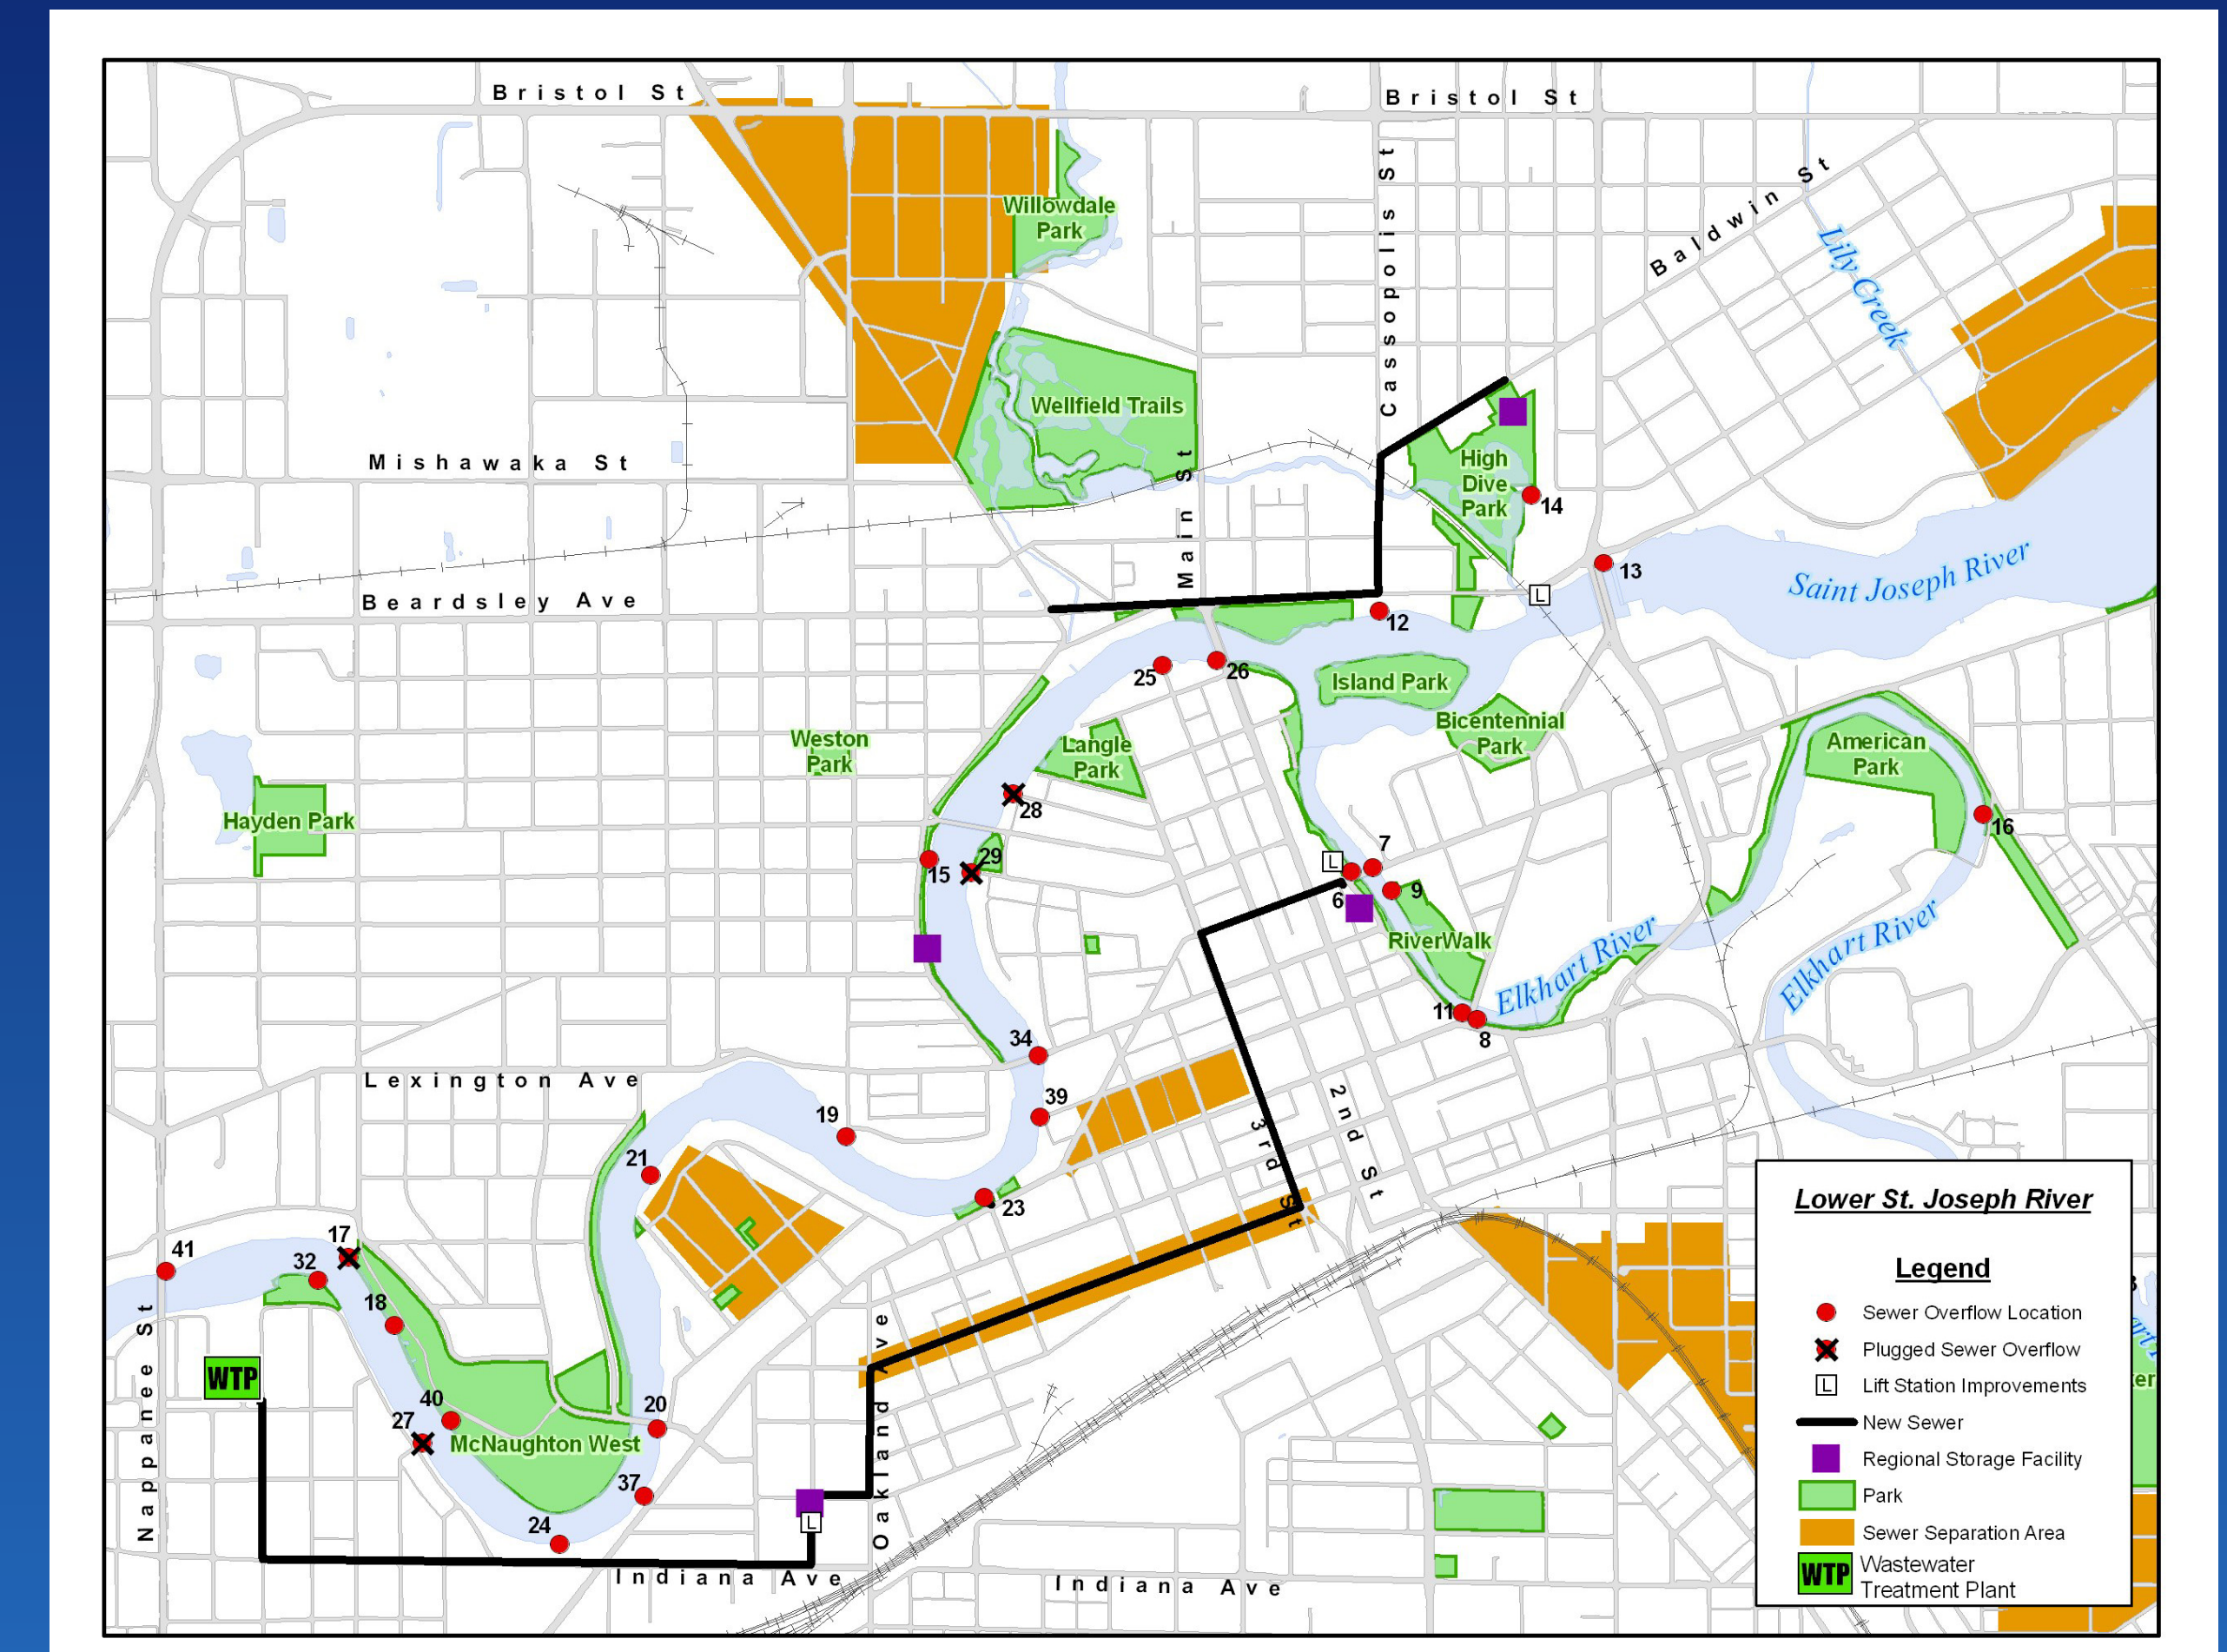 Bristol St
Bristol St
Cassopolis St
Baldwin St
Lily Creek
Willowdale
Park
Wellfield Trails
Mishawaka St
Main St
High
Dive
Park
14
13
Saint Joseph River
Beardsley Ave
12
25
26
Island Park
Bicentennial
Park
American
Park
Weston
Park
Langle
Park
Hayden Park
28
29
15
16
L
L
7
6
9
RiverWalk
Elkhart River
Elkhart River
11
8
34
Lexington Ave
39
19
2nd St
3rd St
21
23
41
17
32
18
WTP
40
27
McNaughton West
20
37
24
L
Nappanee St
Oakland Ave
Indiana Ave
Indiana Ave
Lower St. Joseph River
Legend
Sewer Overflow Location
Plugged Sewer Overflow
L Lift Station Improvements
New Sewer
Regional Storage Facility
Park
Sewer Separation Area
WTP Wastewater
Treatment Plant